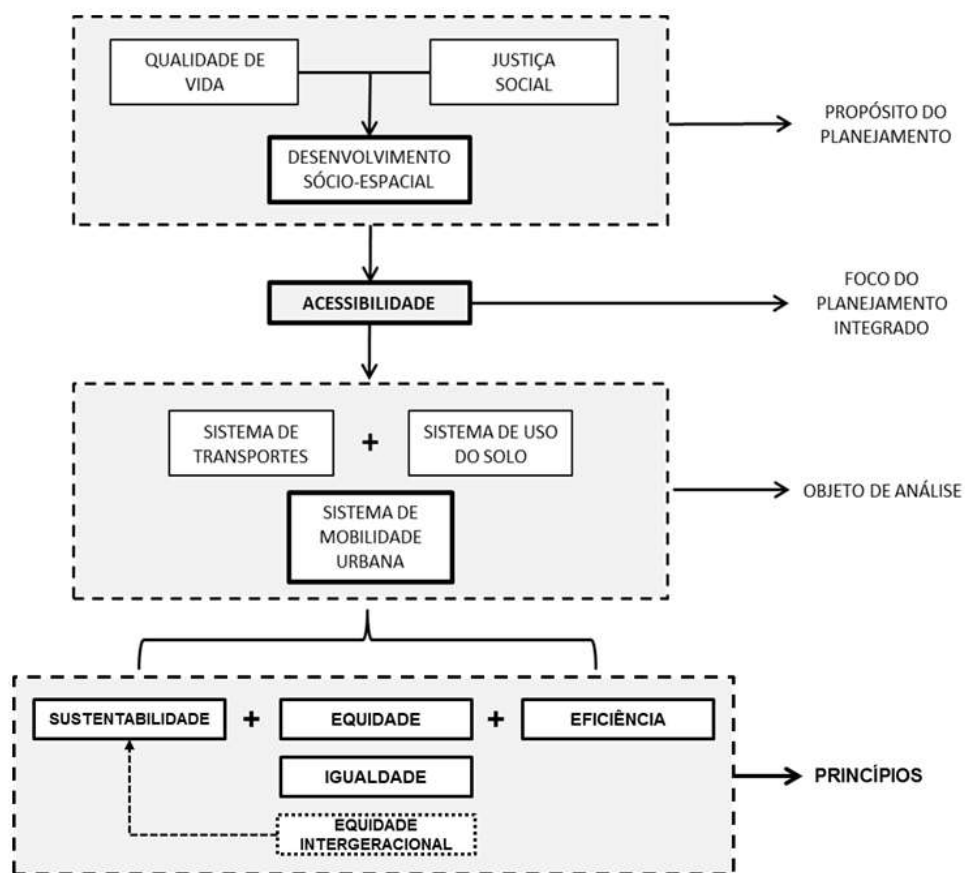 QUALIDADE DE
VIDA
JUSTIÇA
SOCIAL
DESENVOLVIMENTO
SÓCIO-ESPACIAL
PROPÓSITO DO
PLANEJAMENTO
ACESSIBILIDADE
FOCO DO
PLANEJAMENTO
INTEGRADO
SISTEMA DE
TRANSPORTES
+
SISTEMA DE USO
DO SOLO
SISTEMA DE
MOBILIDADE
URBANA
OBJETO DE ANÁLISE
SUSTENTABILIDADE + EQUIDADE + EFICIÊNCIA
IGUALDADE
EQUIDADE
INTERGERACIONAL
PRINCÍPIOS